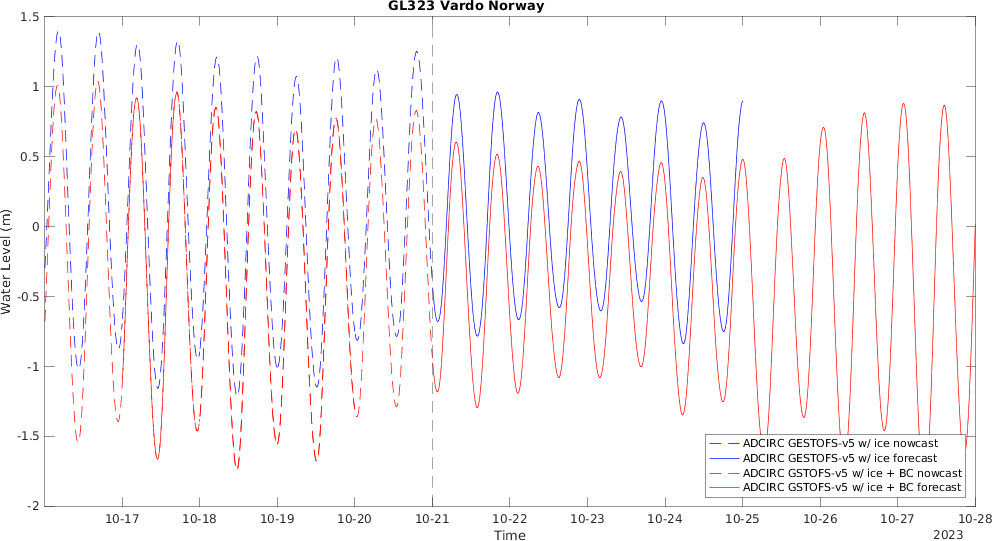 GL323 Vardo Norway
1.5
1
0.5
0
-0.5
-1
-1.5
-2
Water Level (m)
10-17 10-18 10-19 10-20 10-21 10-22 10-23 10-24 10-25 10-26 10-27 10-28
Time
2023
ADCIRC GESTOFS-v5 w/ ice nowcast
ADCIRC GESTOFS-v5 w/ ice forecast
ADCIRC GSTOFS-v5 w/ ice + BC nowcast
ADCIRC GSTOFS-v5 w/ ice + BC forecast